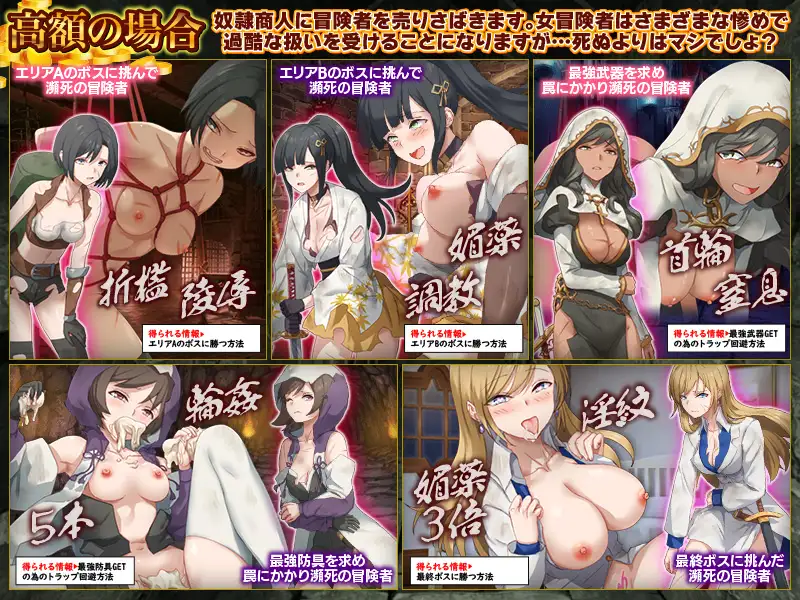 高額の場合
奴隷商人に冒険者を売りさばきます。女冒険者はさまざまな惨めで
過酷な扱いを受けることになりますが…死ぬよりはマシでしょ?
エリアAのボスに挑んで
瀕死の冒険者
折檻 陵辱
得られる情報▶
エリアAのボスに勝つ方法
エリアBのボスに挑んで
瀕死の冒険者
媚薬
調教
得られる情報▶
エリアBのボスに勝つ方法
最強武器を求め
罠にかかり瀕死の冒険者
首輪
窒息
得られる情報▶最強武器GET
の為のトラップ回避方法
輪姦
5本
得られる情報▶最強防具GET
の為のトラップ回避方法
最強防具を求め
罠にかかり瀕死の冒険者
淫紋
媚薬
3倍
得られる情報▶
最終ボスに勝つ方法
最終ボスに挑んだ
瀕死の冒険者